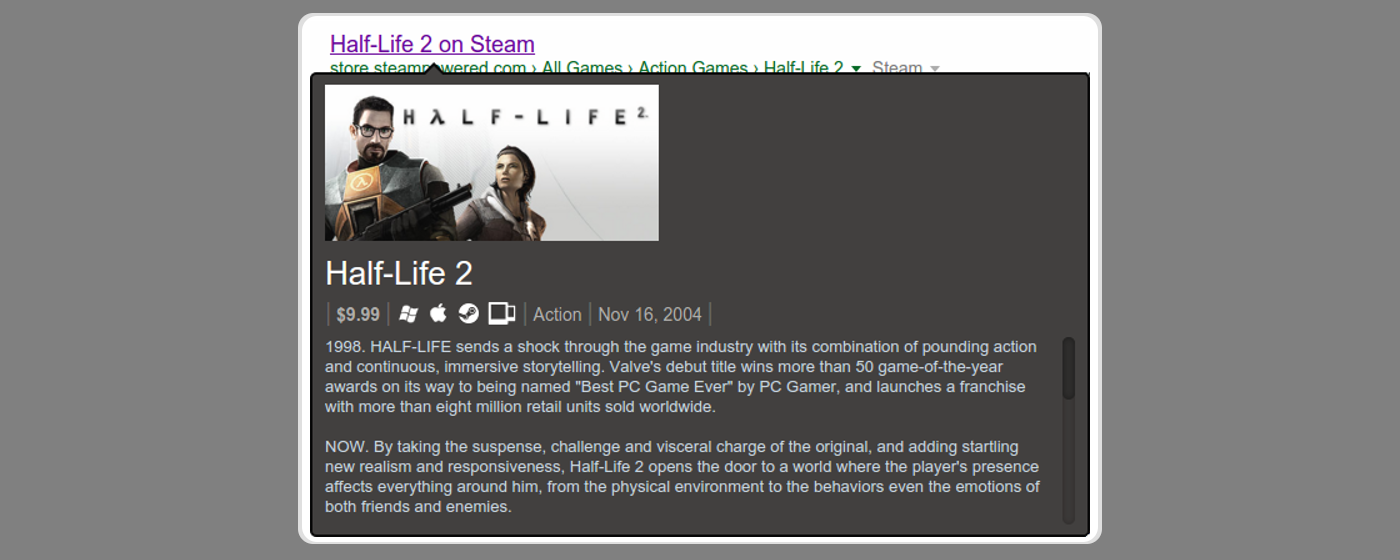 Half-Life 2 on Steam
store.steampowered.com › All Games › Action Games › Half-Life 2 Steam
HλLF-LIFE²
Half-Life 2
$9.99 Action Nov 16, 2004
1998. HALF-LIFE sends a shock through the game industry with its combination of pounding action
and continuous, immersive storytelling. Valve's debut title wins more than 50 game-of-the-year
awards on its way to being named "Best PC Game Ever" by PC Gamer, and launches a franchise
with more than eight million retail units sold worldwide.
NOW. By taking the suspense, challenge and visceral charge of the original, and adding startling
new realism and responsiveness, Half-Life 2 opens the door to a world where the player's presence
affects everything around him, from the physical environment to the behaviors even the emotions of
both friends and enemies.